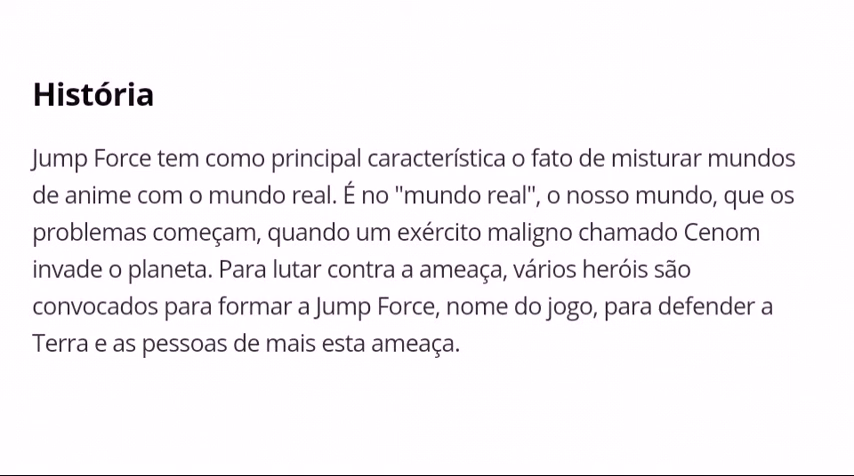 História
Jump Force tem como principal característica o fato de misturar mundos
de anime com o mundo real. É no "mundo real", o nosso mundo, que os
problemas começam, quando um exército maligno chamado Cenom
invade o planeta. Para lutar contra a ameaça, vários heróis são
convocados para formar a Jump Force, nome do jogo, para defender a
Terra e as pessoas de mais esta ameaça.